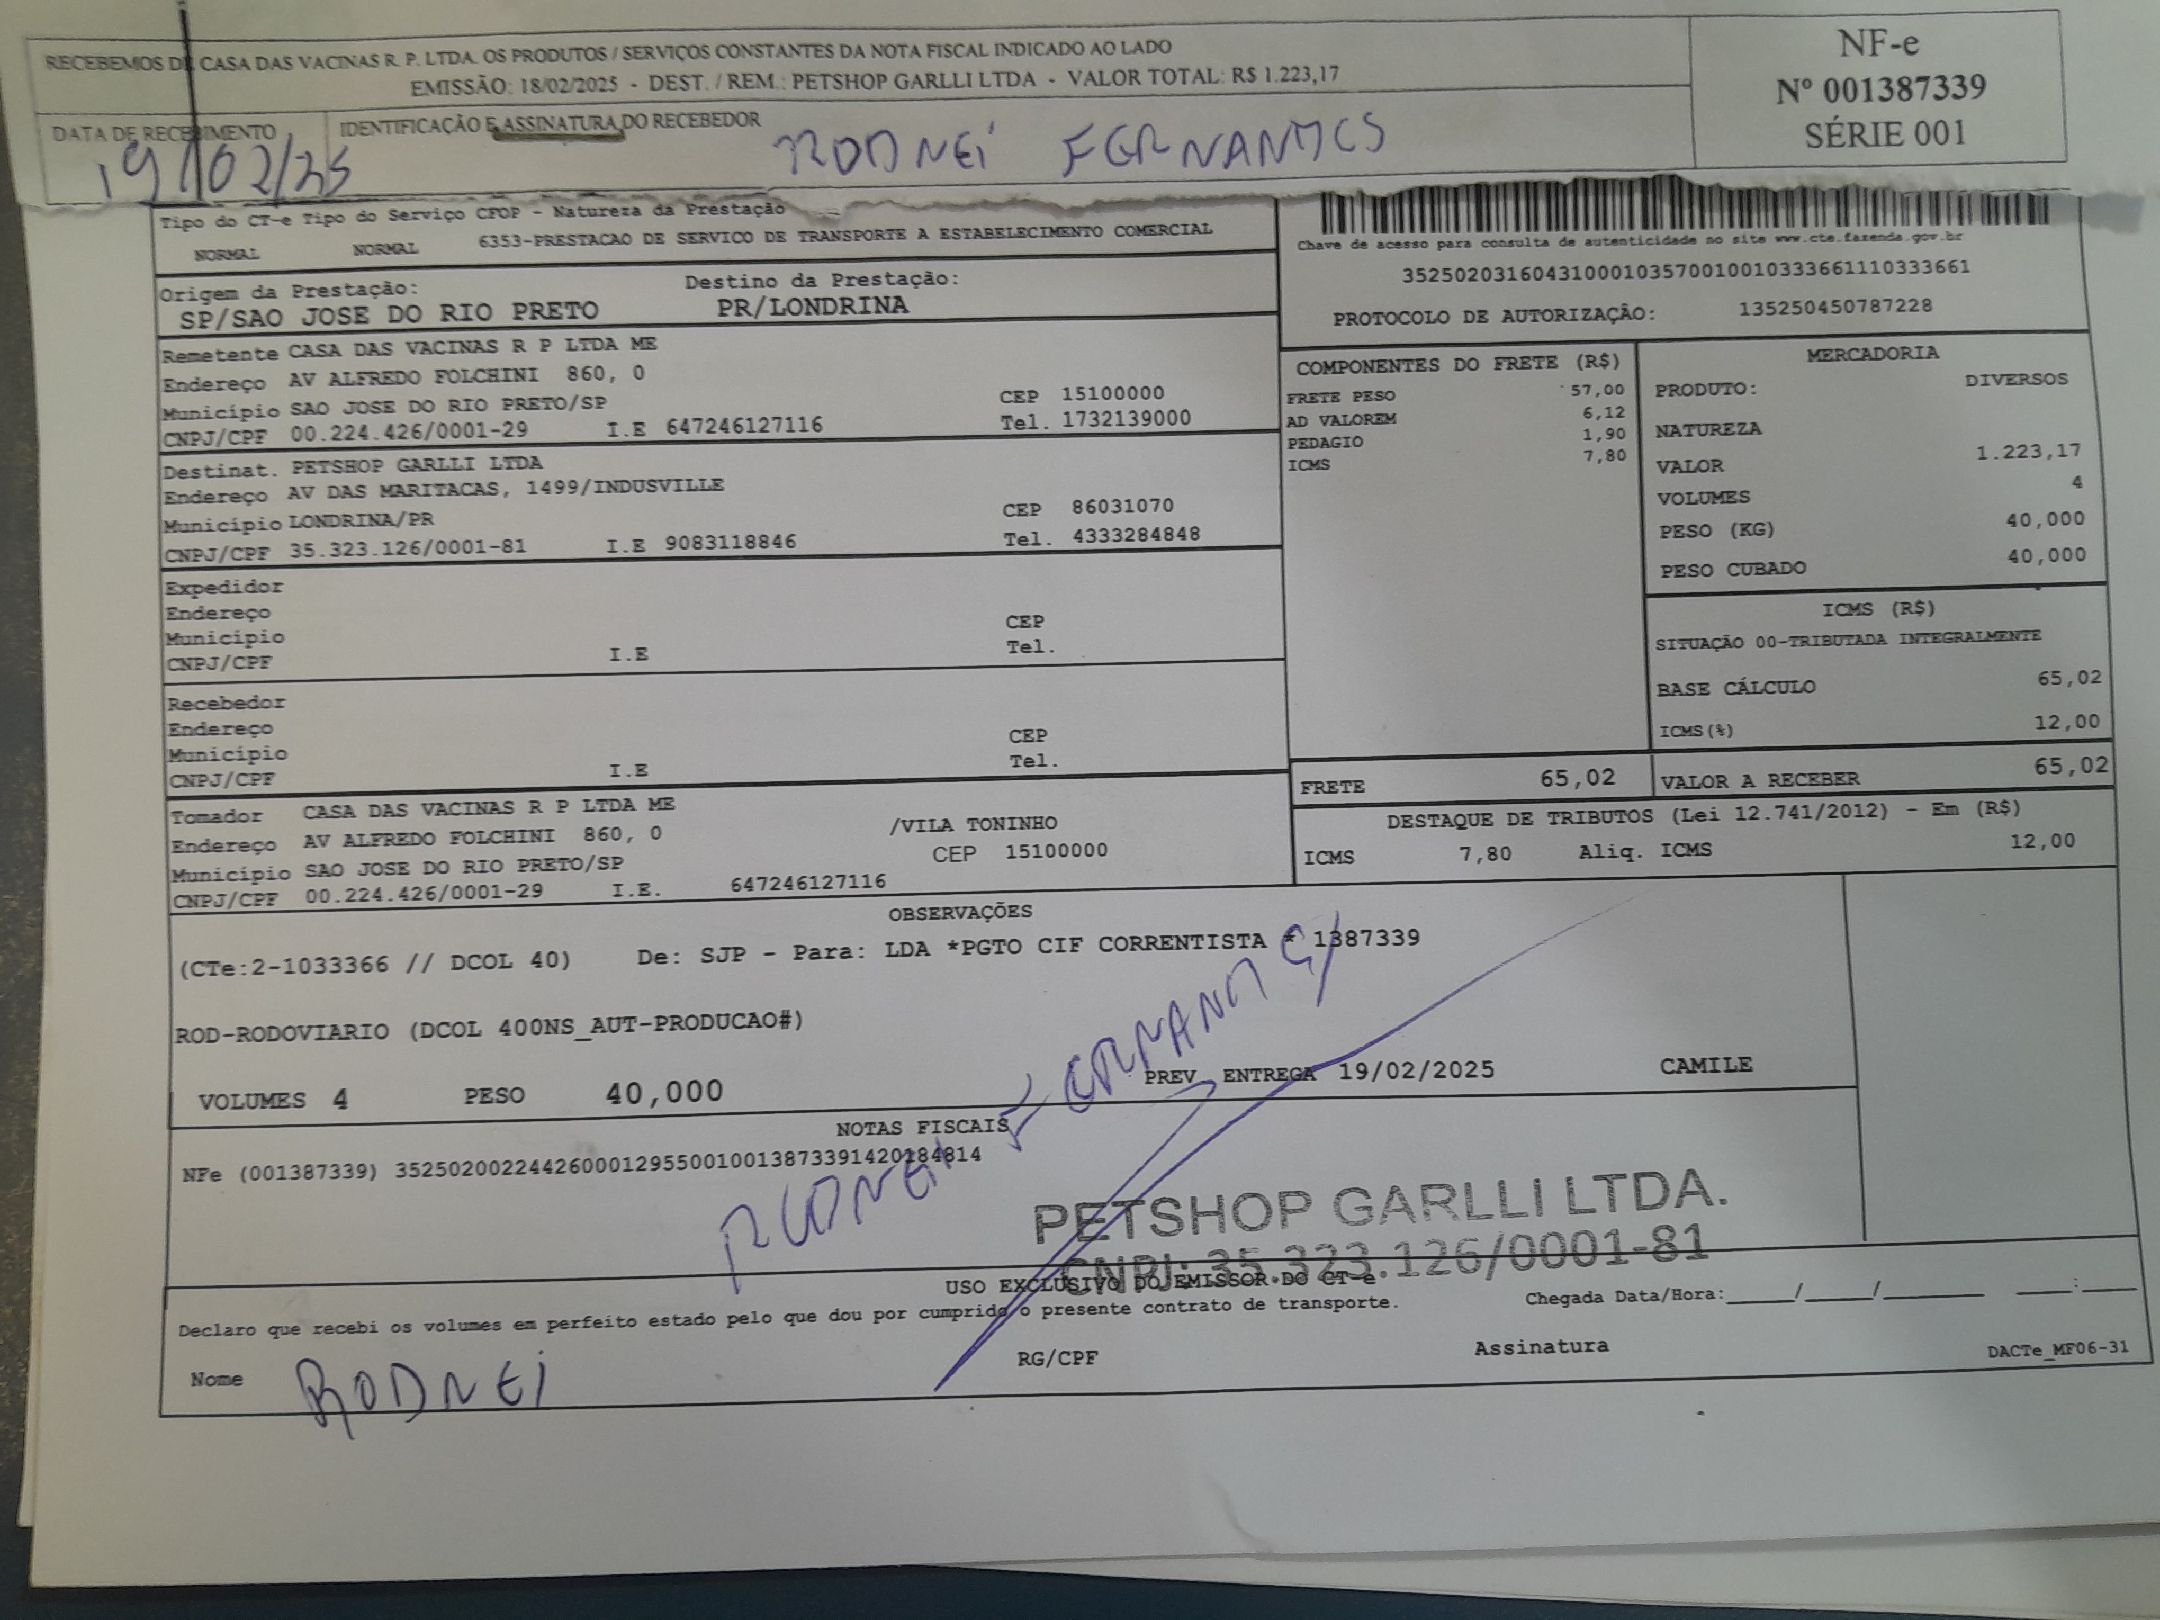 RECEBEMOS DE CASA DAS VACINAS R. P. LTDA. OS PRODUTOS / SERVIÇOS CONSTANTES DA NOTA FISCAL INDICADO AO LADO
EMISSÃO: 18/02/2025 - DEST. / REM.: PETSHOP GARLLI LTDA - VALOR TOTAL: R$ 1.223,17
NF-e
Nº 001387339
SÉRIE 001
DATA DE RECEBIMENTO
19/02/25
IDENTIFICAÇÃO E ASSINATURA DO RECEBEDOR
RODNEI FERNANDES
Tipo do CT-e Tipo do Serviço CFOP - Natureza da Prestação
NORMAL NORMAL 6353-PRESTACAO DE SERVICO DE TRANSPORTE A ESTABELECIMENTO COMERCIAL
Chave de acesso para consulta de autenticidade no site www.cte.fazenda.gov.br
35250203160431000103570010010333661110333661
PROTOCOLO DE AUTORIZAÇÃO: 135250450787228
Origem da Prestação: Destino da Prestação:
SP/SAO JOSE DO RIO PRETO PR/LONDRINA
Remetente CASA DAS VACINAS R P LTDA ME
Endereço AV ALFREDO FOLCHINI 860, 0
Município SAO JOSE DO RIO PRETO/SP CEP 15100000
CNPJ/CPF 00.224.426/0001-29 I.E 647246127116 Tel. 1732139000
Destinat. PETSHOP GARLLI LTDA
Endereço AV DAS MARITACAS, 1499/INDUSVILLE
Município LONDRINA/PR CEP 86031070
CNPJ/CPF 35.323.126/0001-81 I.E 9083118846 Tel. 4333284848
Expedidor
Endereço
Município CEP
CNPJ/CPF I.E Tel.
Recebedor
Endereço
Município CEP
CNPJ/CPF I.E Tel.
Tomador CASA DAS VACINAS R P LTDA ME
Endereço AV ALFREDO FOLCHINI 860, 0 /VILA TONINHO
Município SAO JOSE DO RIO PRETO/SP CEP 15100000
CNPJ/CPF 00.224.426/0001-29 I.E. 647246127116
COMPONENTES DO FRETE (R$)
FRETE PESO 57,00
AD VALOREM 6,12
PEDAGIO 1,90
ICMS 7,80
MERCADORIA
PRODUTO: DIVERSOS
NATUREZA
VALOR 1.223,17
VOLUMES 4
PESO (KG) 40,000
PESO CUBADO 40,000
ICMS (R$)
SITUAÇÃO 00-TRIBUTADA INTEGRALMENTE
BASE CÁLCULO 65,02
ICMS(%) 12,00
FRETE 65,02 VALOR A RECEBER 65,02
DESTAQUE DE TRIBUTOS (Lei 12.741/2012) - Em (R$)
ICMS 7,80 Aliq. ICMS 12,00
OBSERVAÇÕES
(CTe:2-1033366 // DCOL 40) De: SJP - Para: LDA *PGTO CIF CORRENTISTA * 1387339
ROD-RODOVIARIO (DCOL 400NS_AUT-PRODUCAO#)
PREV ENTREGA 19/02/2025 CAMILE
VOLUMES 4 PESO 40,000
NOTAS FISCAIS
NFe (001387339) 35250200224426000129550010013873391420184814
RODNEI FERNANDES
PETSHOP GARLLI LTDA.
CNPJ: 35.323.126/0001-81
USO EXCLUSIVO DO EMISSOR DO CT-e
Declaro que recebi os volumes em perfeito estado pelo que dou por cumprido o presente contrato de transporte. Chegada Data/Hora:_____/_____/_______ ____:____
Nome RODNEI RG/CPF Assinatura DACTe_MF06-31